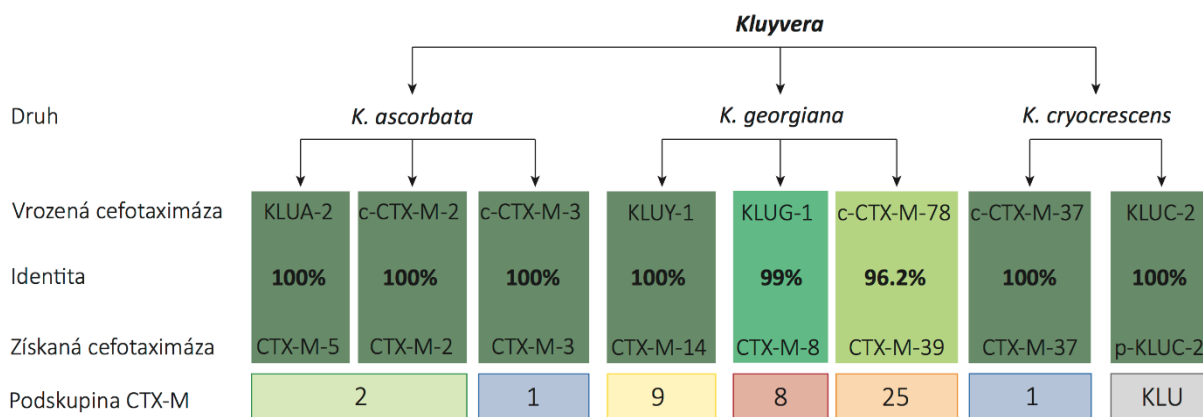 Kluyvera
Druh K. ascorbata K. georgiana K. cryocrescens
Vrozená cefotaximáza KLUA-2 c-CTX-M-2 c-CTX-M-3 KLUY-1 KLUG-1 c-CTX-M-78 c-CTX-M-37 KLUC-2
Identita 100% 100% 100% 100% 99% 96.2% 100% 100%
Získaná cefotaximáza CTX-M-5 CTX-M-2 CTX-M-3 CTX-M-14 CTX-M-8 CTX-M-39 CTX-M-37 p-KLUC-2
Podskupina CTX-M 2 1 9 8 25 1 KLU